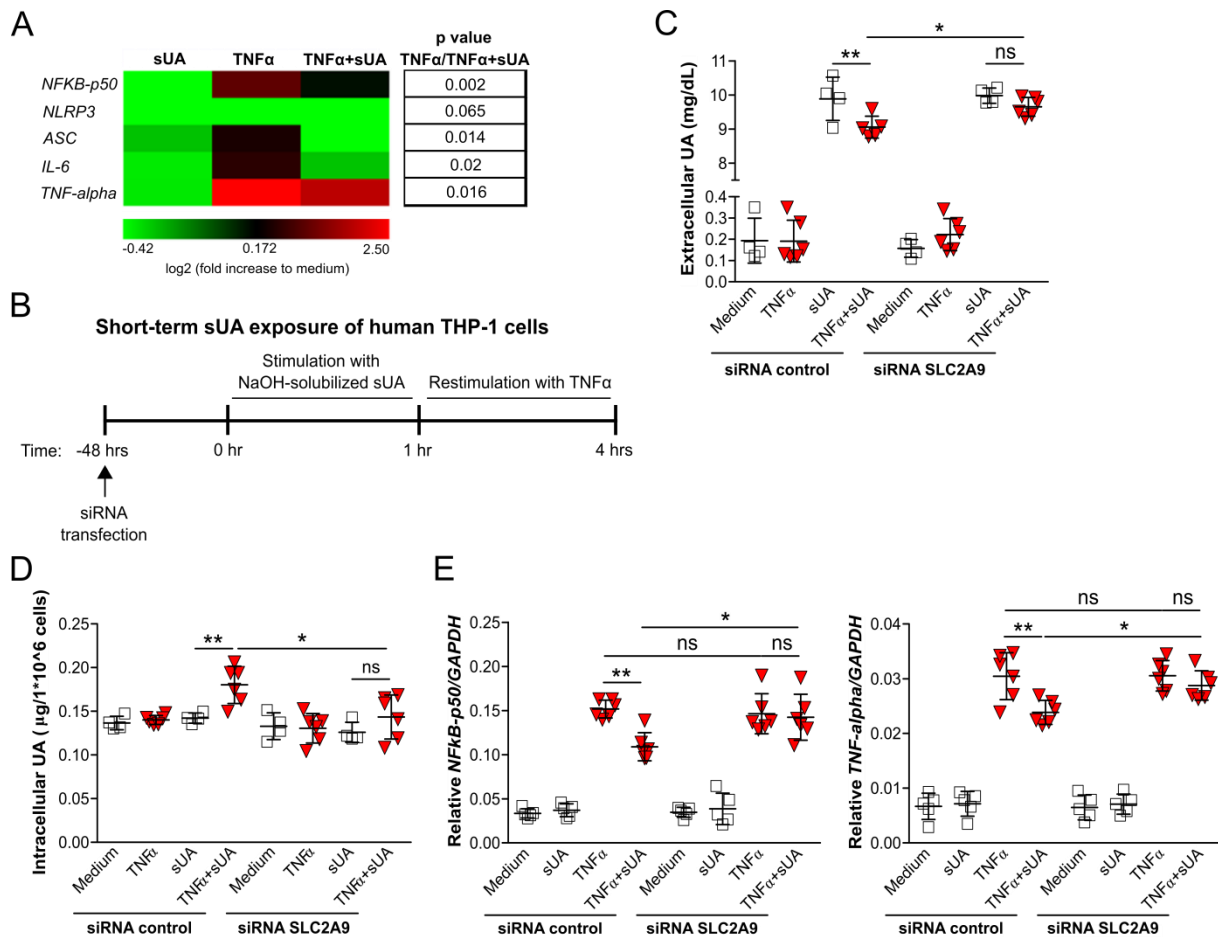 A
p value
sUA TNFα TNFα+sUA TNFα/TNFα+sUA
NFKB-p50 0.002
NLRP3 0.065
ASC 0.014
IL-6 0.02
TNF-alpha 0.016
-0.42 0.172 2.50
log2 (fold increase to medium)
B
Short-term sUA exposure of human THP-1 cells
Stimulation with
NaOH-solubilized sUA
Restimulation with TNFα
Time: -48 hrs 0 hr 1 hr 4 hrs
siRNA
transfection
C
Extracellular UA (mg/dL)
*
** ns
11
10
9
8
0.4
0.3
0.2
0.1
0.0
Medium TNFα sUA TNFα+sUA Medium TNFα sUA TNFα+sUA
siRNA control siRNA SLC2A9
D
Intracellular UA (μg/1*10^6 cells)
** *
ns
0.25
0.20
0.15
0.10
0.05
0.00
Medium TNFα sUA TNFα+sUA Medium TNFα sUA TNFα+sUA
siRNA control siRNA SLC2A9
E
Relative NFkB-p50/GAPDH
*
ns ns
**
0.25
0.20
0.15
0.10
0.05
0.00
Medium sUA TNFα TNFα+sUA Medium sUA TNFα TNFα+sUA
siRNA control siRNA SLC2A9
Relative TNF-alpha/GAPDH
ns ns
** *
0.04
0.03
0.02
0.01
0.00
Medium sUA TNFα TNFα+sUA Medium sUA TNFα TNFα+sUA
siRNA control siRNA SLC2A9